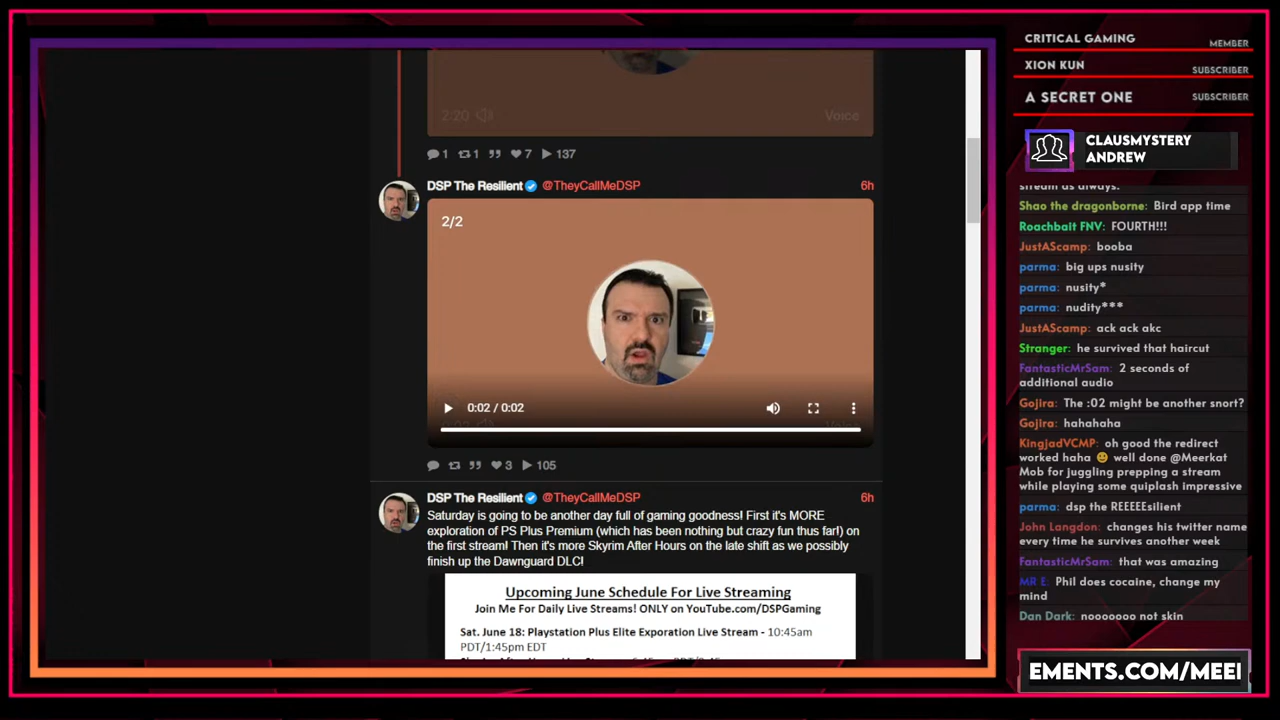 2:20
Voice
1 1 7 137
DSP The Resilient @TheyCallMeDSP 6h
2/2
0:02 / 0:02
3 105
DSP The Resilient @TheyCallMeDSP 6h
Saturday is going to be another day full of gaming goodness! First it's MORE
exploration of PS Plus Premium (which has been nothing but crazy fun thus far!) on
the first stream! Then it's more Skyrim After Hours on the late shift as we possibly
finish up the Dawnguard DLC!
Upcoming June Schedule For Live Streaming
Join Me For Daily Live Streams! ONLY on YouTube.com/DSPGaming
Sat. June 18: Playstation Plus Elite Exporation Live Stream - 10:45am
PDT/1:45pm EDT
CRITICAL GAMING
MEMBER
XION KUN
SUBSCRIBER
A SECRET ONE
SUBSCRIBER
CLAUSMYSTERY
ANDREW
stream as always.
Shao the dragonborne: Bird app time
Roachbait FNV: FOURTH!!!
JustAScamp: booba
parma: big ups nusity
parma: nusity*
parma: nudity***
JustAScamp: ack ack akc
Stranger: he survived that haircut
FantasticMrSam: 2 seconds of
additional audio
Gojira: The :02 might be another snort?
Gojira: hahahaha
KingjadVCMP: oh good the redirect
worked haha 🙂 well done @Meerkat
Mob for juggling prepping a stream
while playing some quiplash impressive
parma: dsp the REEEEsilient
John Langdon: changes his twitter name
every time he survives another week
FantasticMrSam: that was amazing
MR E: Phil does cocaine, change my
mind
Dan Dark: nooooooo not skin
EMENTS.COM/MEEI